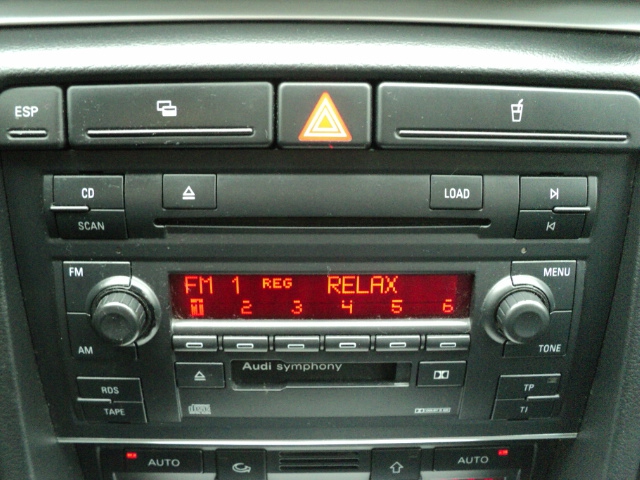 ESP
CD LOAD
SCAN
FM FM 1 REG RELAX MENU
1 2 3 4 5 6
AM TONE
Audi symphony
RDS TP
TAPE TI
AUTO AUTO